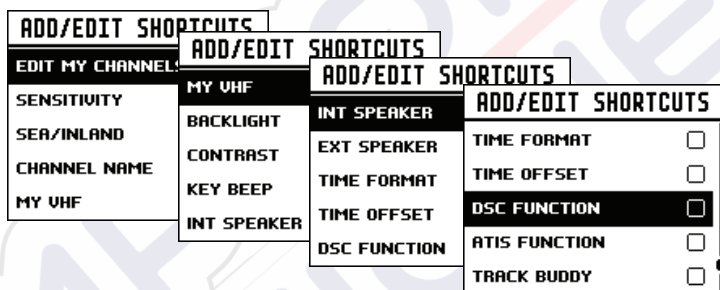 ADD/EDIT SHORTCUTS
EDIT MY CHANNELS
SENSITIVITY
SEA/INLAND
CHANNEL NAME
MY VHF
ADD/EDIT SHORTCUTS
MY VHF
BACKLIGHT
CONTRAST
KEY BEEP
INT SPEAKER
ADD/EDIT SHORTCUTS
INT SPEAKER
EXT SPEAKER
TIME FORMAT
TIME OFFSET
DSC FUNCTION
ADD/EDIT SHORTCUTS
TIME FORMAT
TIME OFFSET
DSC FUNCTION
ATIS FUNCTION
TRACK BUDDY